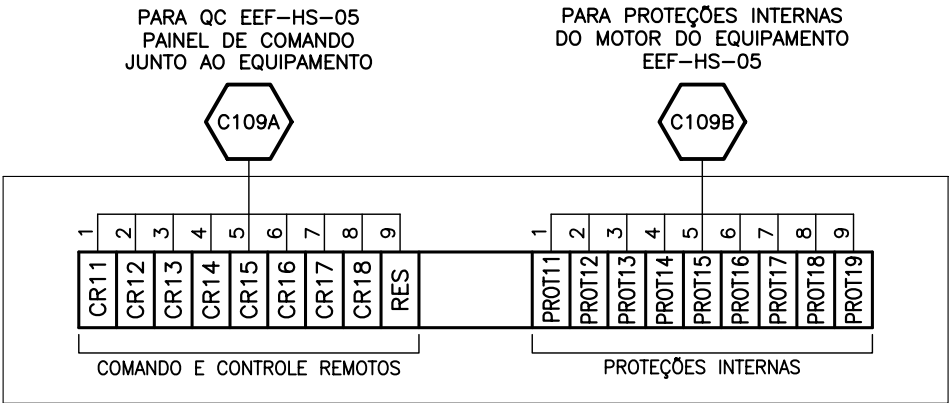 PARA QC EEF-HS-05
PAINEL DE COMANDO
JUNTO AO EQUIPAMENTO
C109A
1 2 3 4 5 6 7 8 9
CR11 CR12 CR13 CR14 CR15 CR16 CR17 CR18 RES
COMANDO E CONTROLE REMOTOS
PARA PROTEÇÕES INTERNAS
DO MOTOR DO EQUIPAMENTO
EEF-HS-05
C109B
1 2 3 4 5 6 7 8 9
PROT11 PROT12 PROT13 PROT14 PROT15 PROT16 PROT17 PROT18 PROT19
PROTEÇÕES INTERNAS